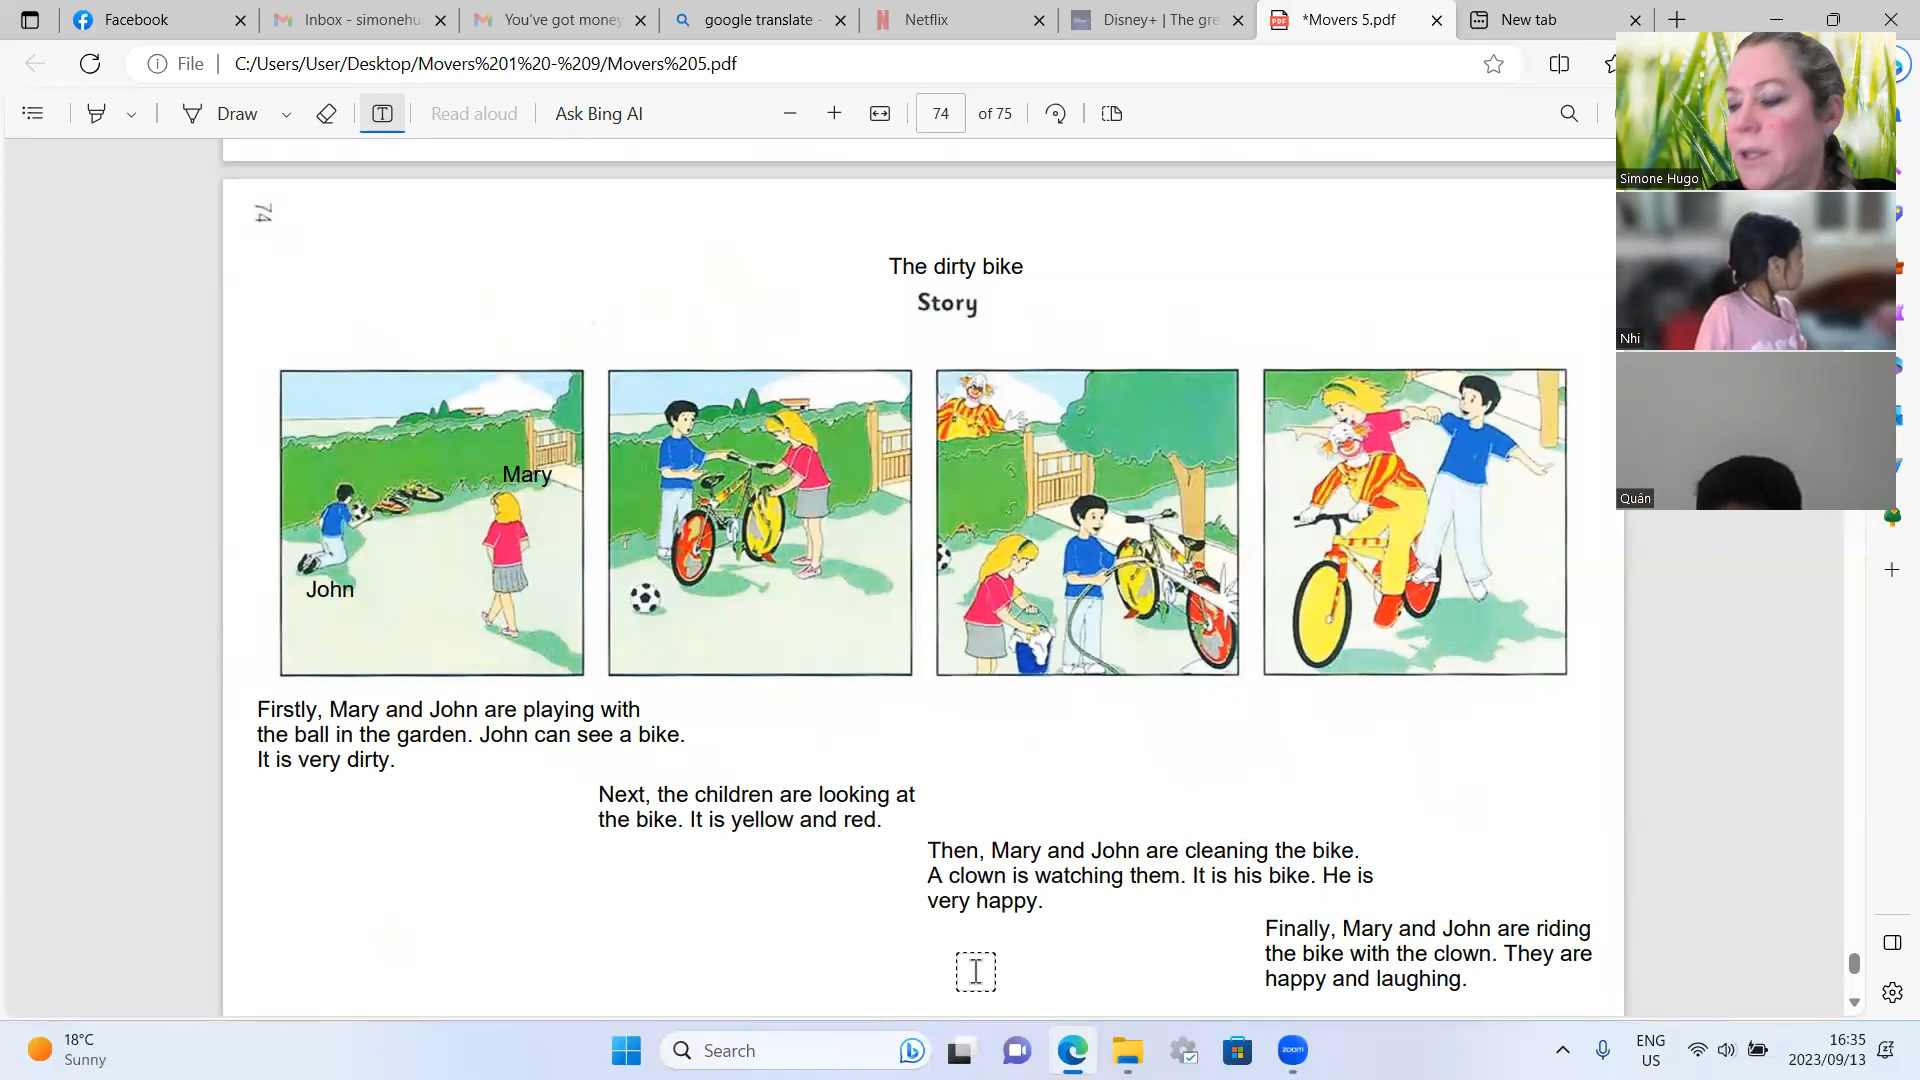 Facebook
Inbox - simonehu
You've got money
google translate -
Netflix
Disney+ | The gre
*Movers 5.pdf
New tab
File
C:/Users/User/Desktop/Movers%201%20-%209/Movers%205.pdf
Draw
Read aloud
Ask Bing AI
74
of 75
Simone Hugo
Nhi
Quân
74
The dirty bike
Story
Mary
John
Firstly, Mary and John are playing with
the ball in the garden. John can see a bike.
It is very dirty.
Next, the children are looking at
the bike. It is yellow and red.
Then, Mary and John are cleaning the bike.
A clown is watching them. It is his bike. He is
very happy.
Finally, Mary and John are riding
the bike with the clown. They are
happy and laughing.
18°C
Sunny
Search
zoom
ENG
US
16:35
2023/09/13